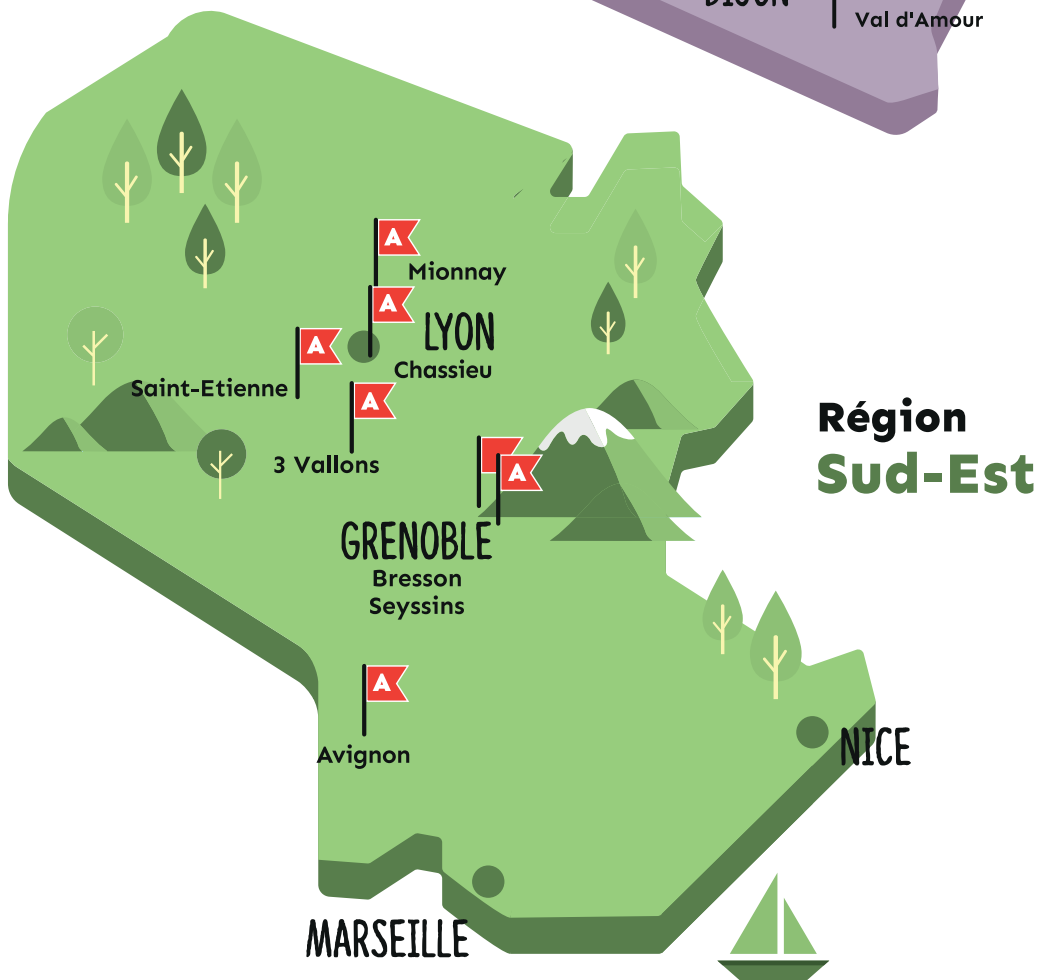 Val d'Amour
A
Mionnay
A
LYON
A
Chassieu
Saint-Etienne
A
3 Vallons
Région
Sud-Est
A
GRENOBLE
Bresson
Seyssins
A
Avignon
NICE
MARSEILLE